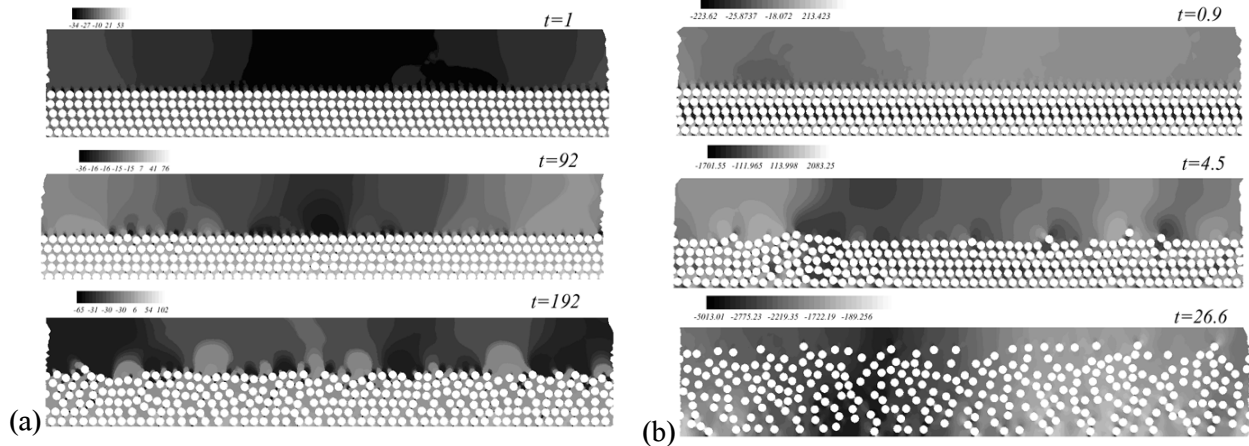 t=1
-34 -27 -10 21 53
t=92
-36 -16 -16 -15 -15 7 41 76
t=192
-65 -31 -30 -30 6 54 102
(a)
t=0.9
-223.62 -25.8737 -18.072 213.423
t=4.5
-1701.55 -111.965 113.998 2083.25
t=26.6
-5013.01 -2775.23 -2219.35 -1722.19 -189.256
(b)